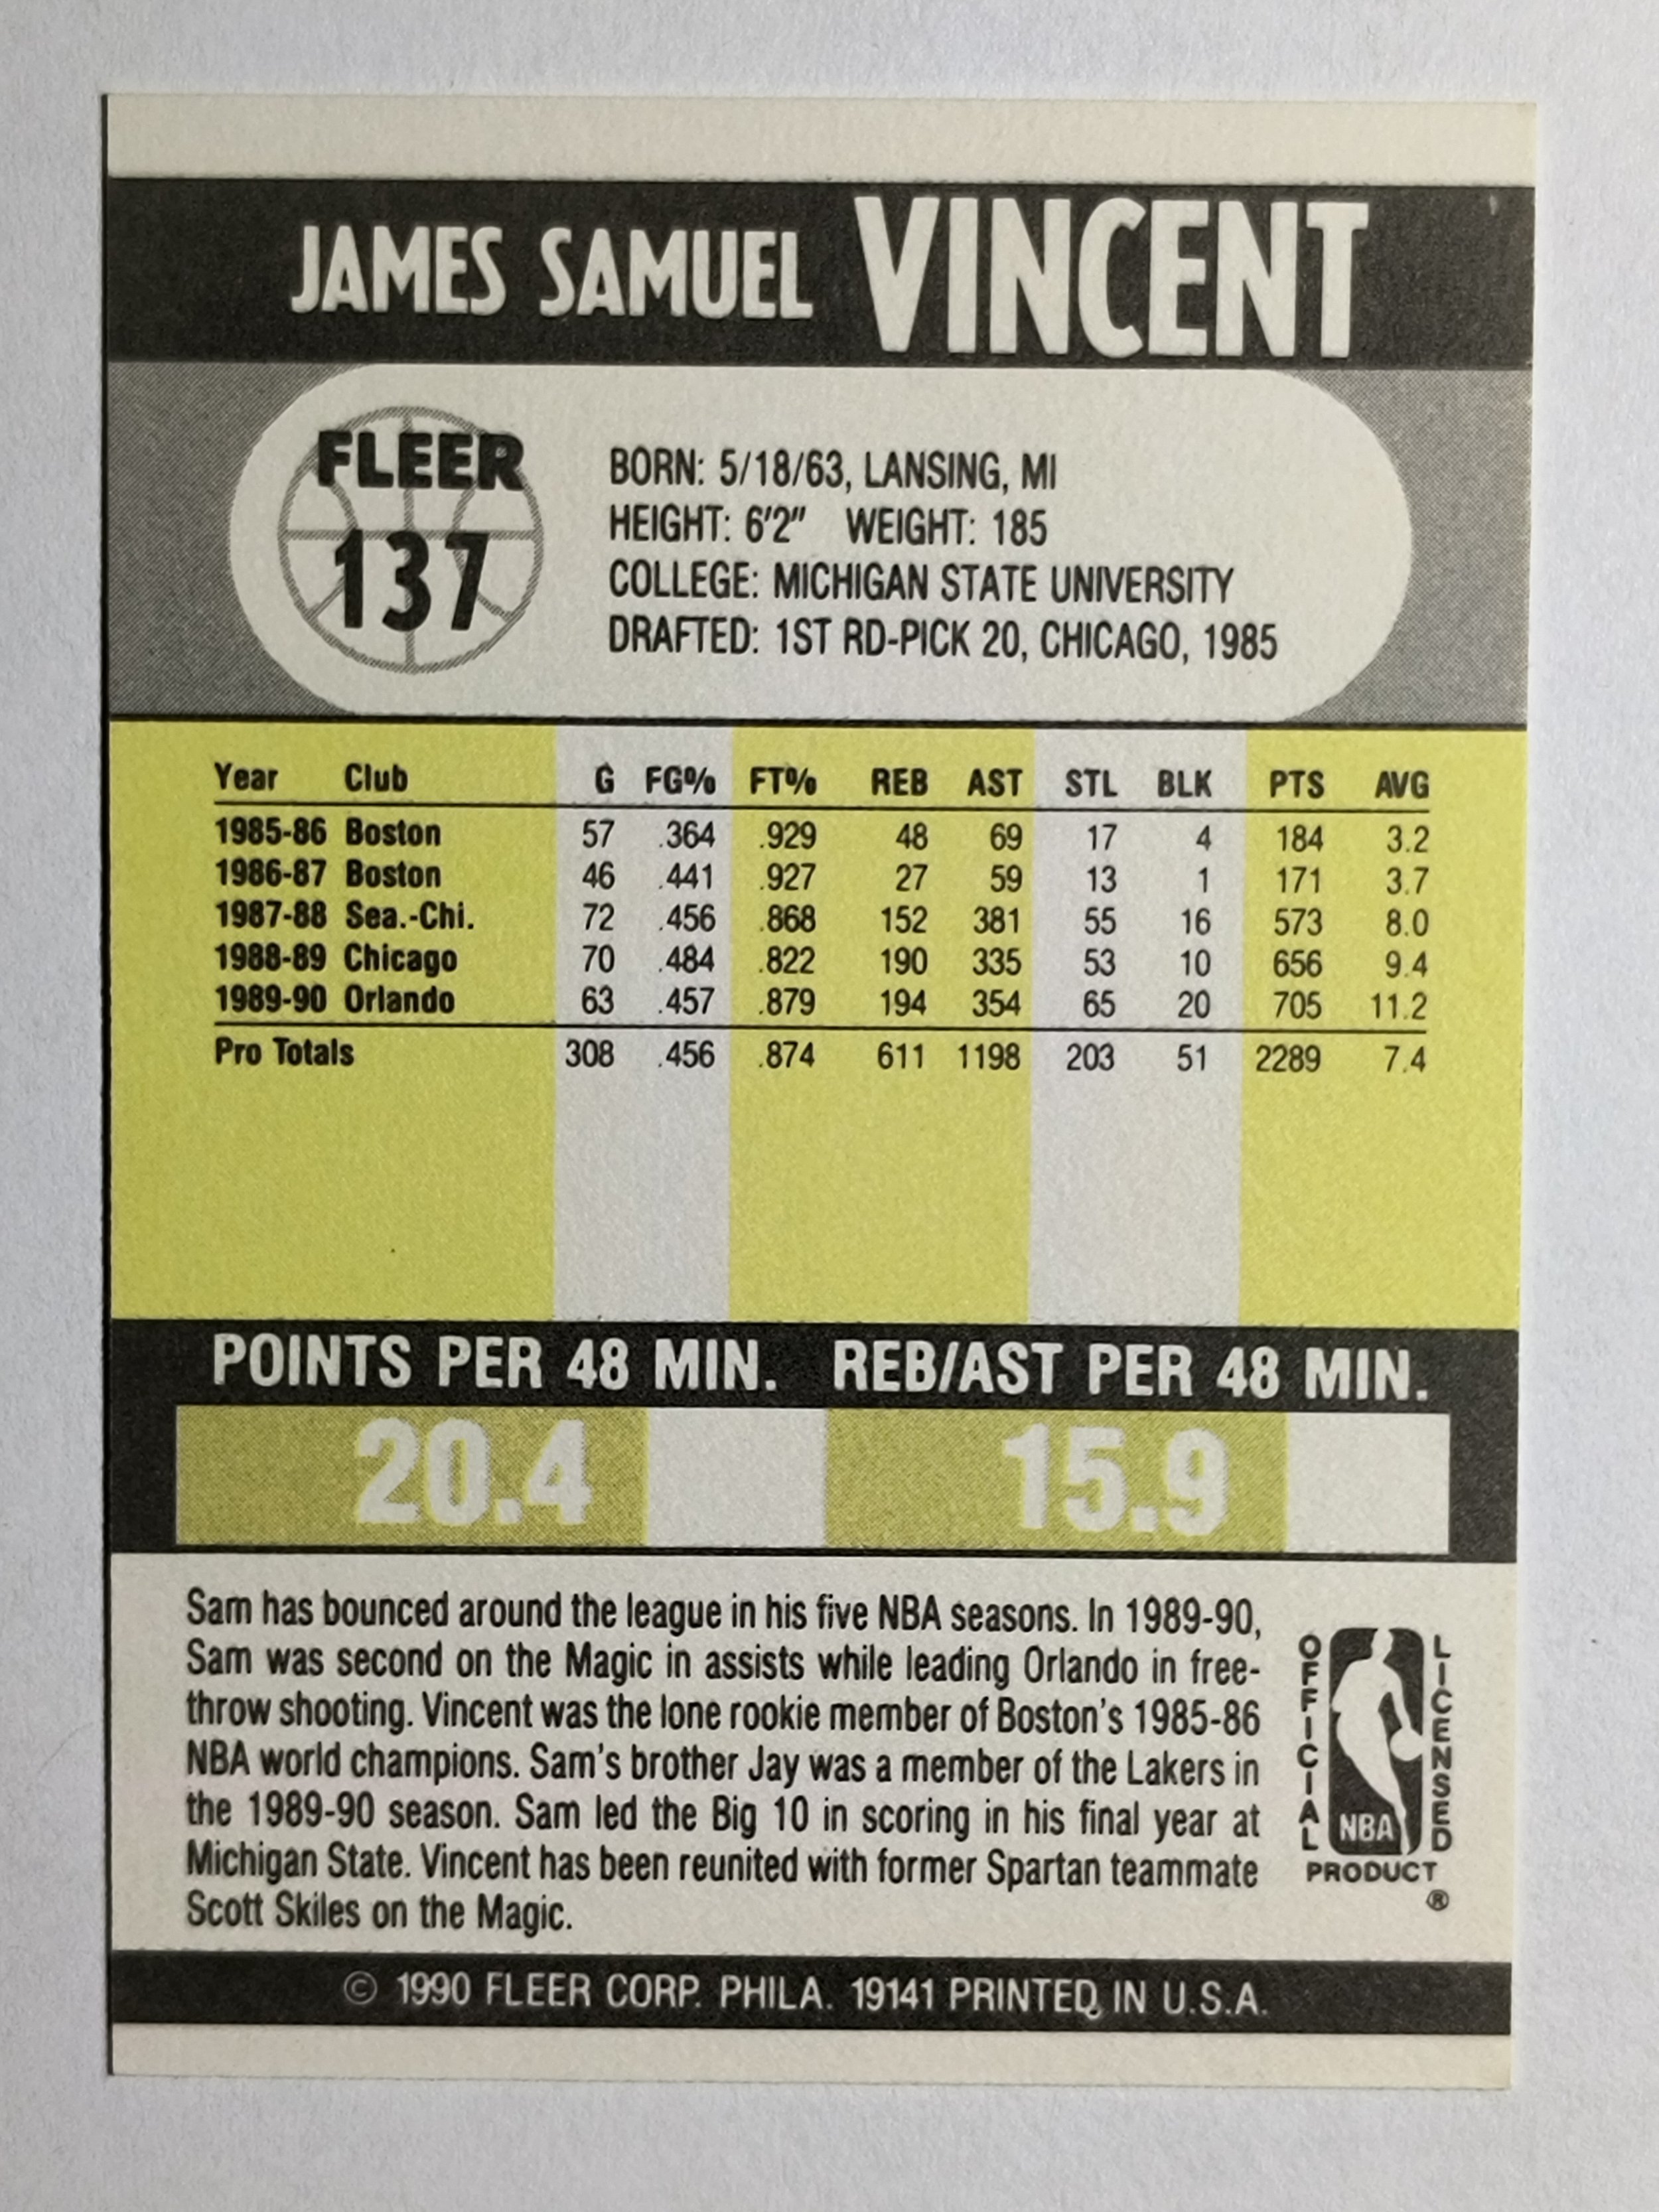 JAMES SAMUEL VINCENT
FLEER
137
BORN: 5/18/63, LANSING, MI
HEIGHT: 6'2" WEIGHT: 185
COLLEGE: MICHIGAN STATE UNIVERSITY
DRAFTED: 1ST RD-PICK 20, CHICAGO, 1985
Year Club G FG% FT% REB AST STL BLK PTS AVG
1985-86 Boston 57 .364 .929 48 69 17 4 184 3.2
1986-87 Boston 46 .441 .927 27 59 13 1 171 3.7
1987-88 Sea.-Chi. 72 .456 .868 152 381 55 16 573 8.0
1988-89 Chicago 70 .484 .822 190 335 53 10 656 9.4
1989-90 Orlando 63 .457 .879 194 354 65 20 705 11.2
Pro Totals 308 .456 .874 611 1198 203 51 2289 7.4
POINTS PER 48 MIN. REB/AST PER 48 MIN.
20.4 15.9
Sam has bounced around the league in his five NBA seasons. In 1989-90,
Sam was second on the Magic in assists while leading Orlando in free-
throw shooting. Vincent was the lone rookie member of Boston's 1985-86
NBA world champions. Sam's brother Jay was a member of the Lakers in
the 1989-90 season. Sam led the Big 10 in scoring in his final year at
Michigan State. Vincent has been reunited with former Spartan teammate
Scott Skiles on the Magic.
OFFICIAL
NBA
LICENSED
PRODUCT
®
© 1990 FLEER CORP. PHILA. 19141 PRINTED IN U.S.A.